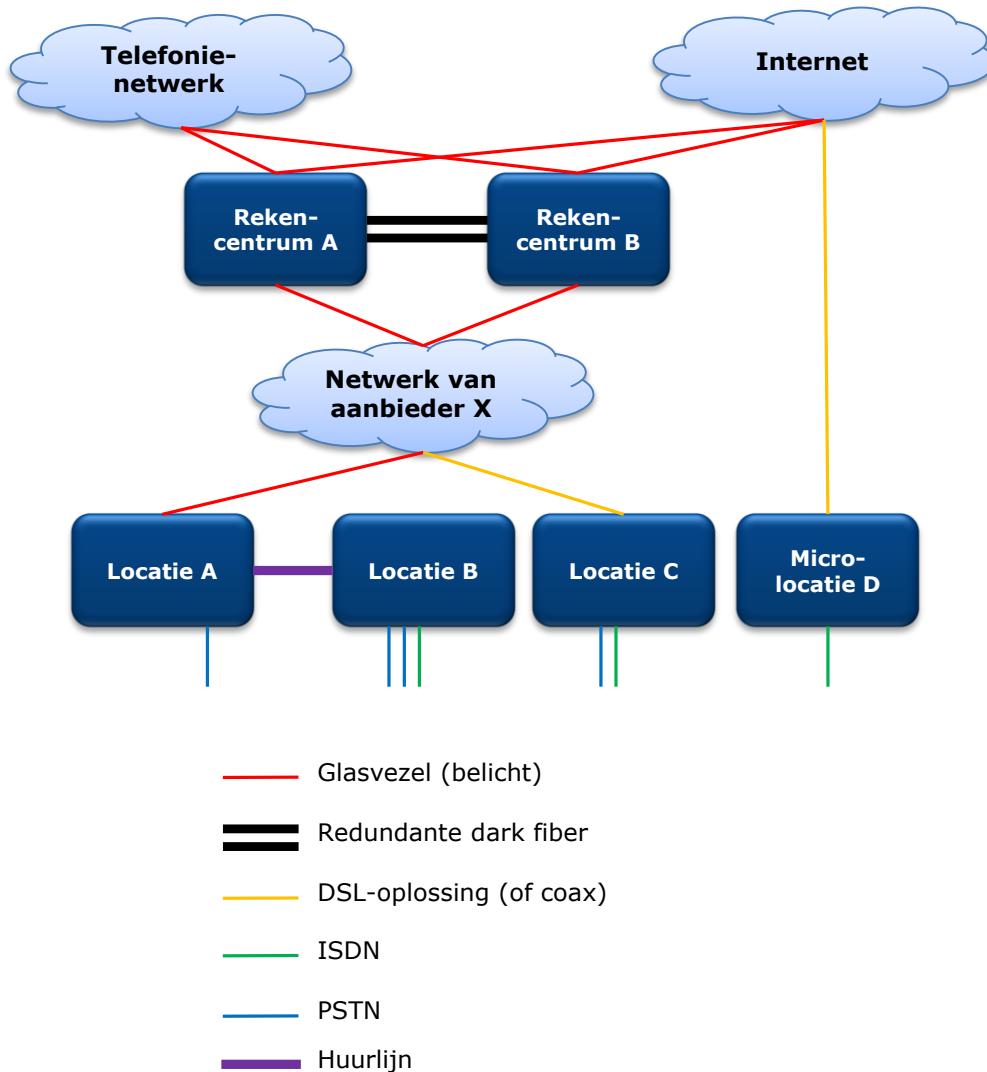 Telefonie-
netwerk
Internet
Reken-
centrum A
Reken-
centrum B
Netwerk van
aanbieder X
Locatie A
Locatie B
Locatie C
Micro-
locatie D
Glasvezel (belicht)
Redundante dark fiber
DSL-oplossing (of coax)
ISDN
PSTN
Huurlijn